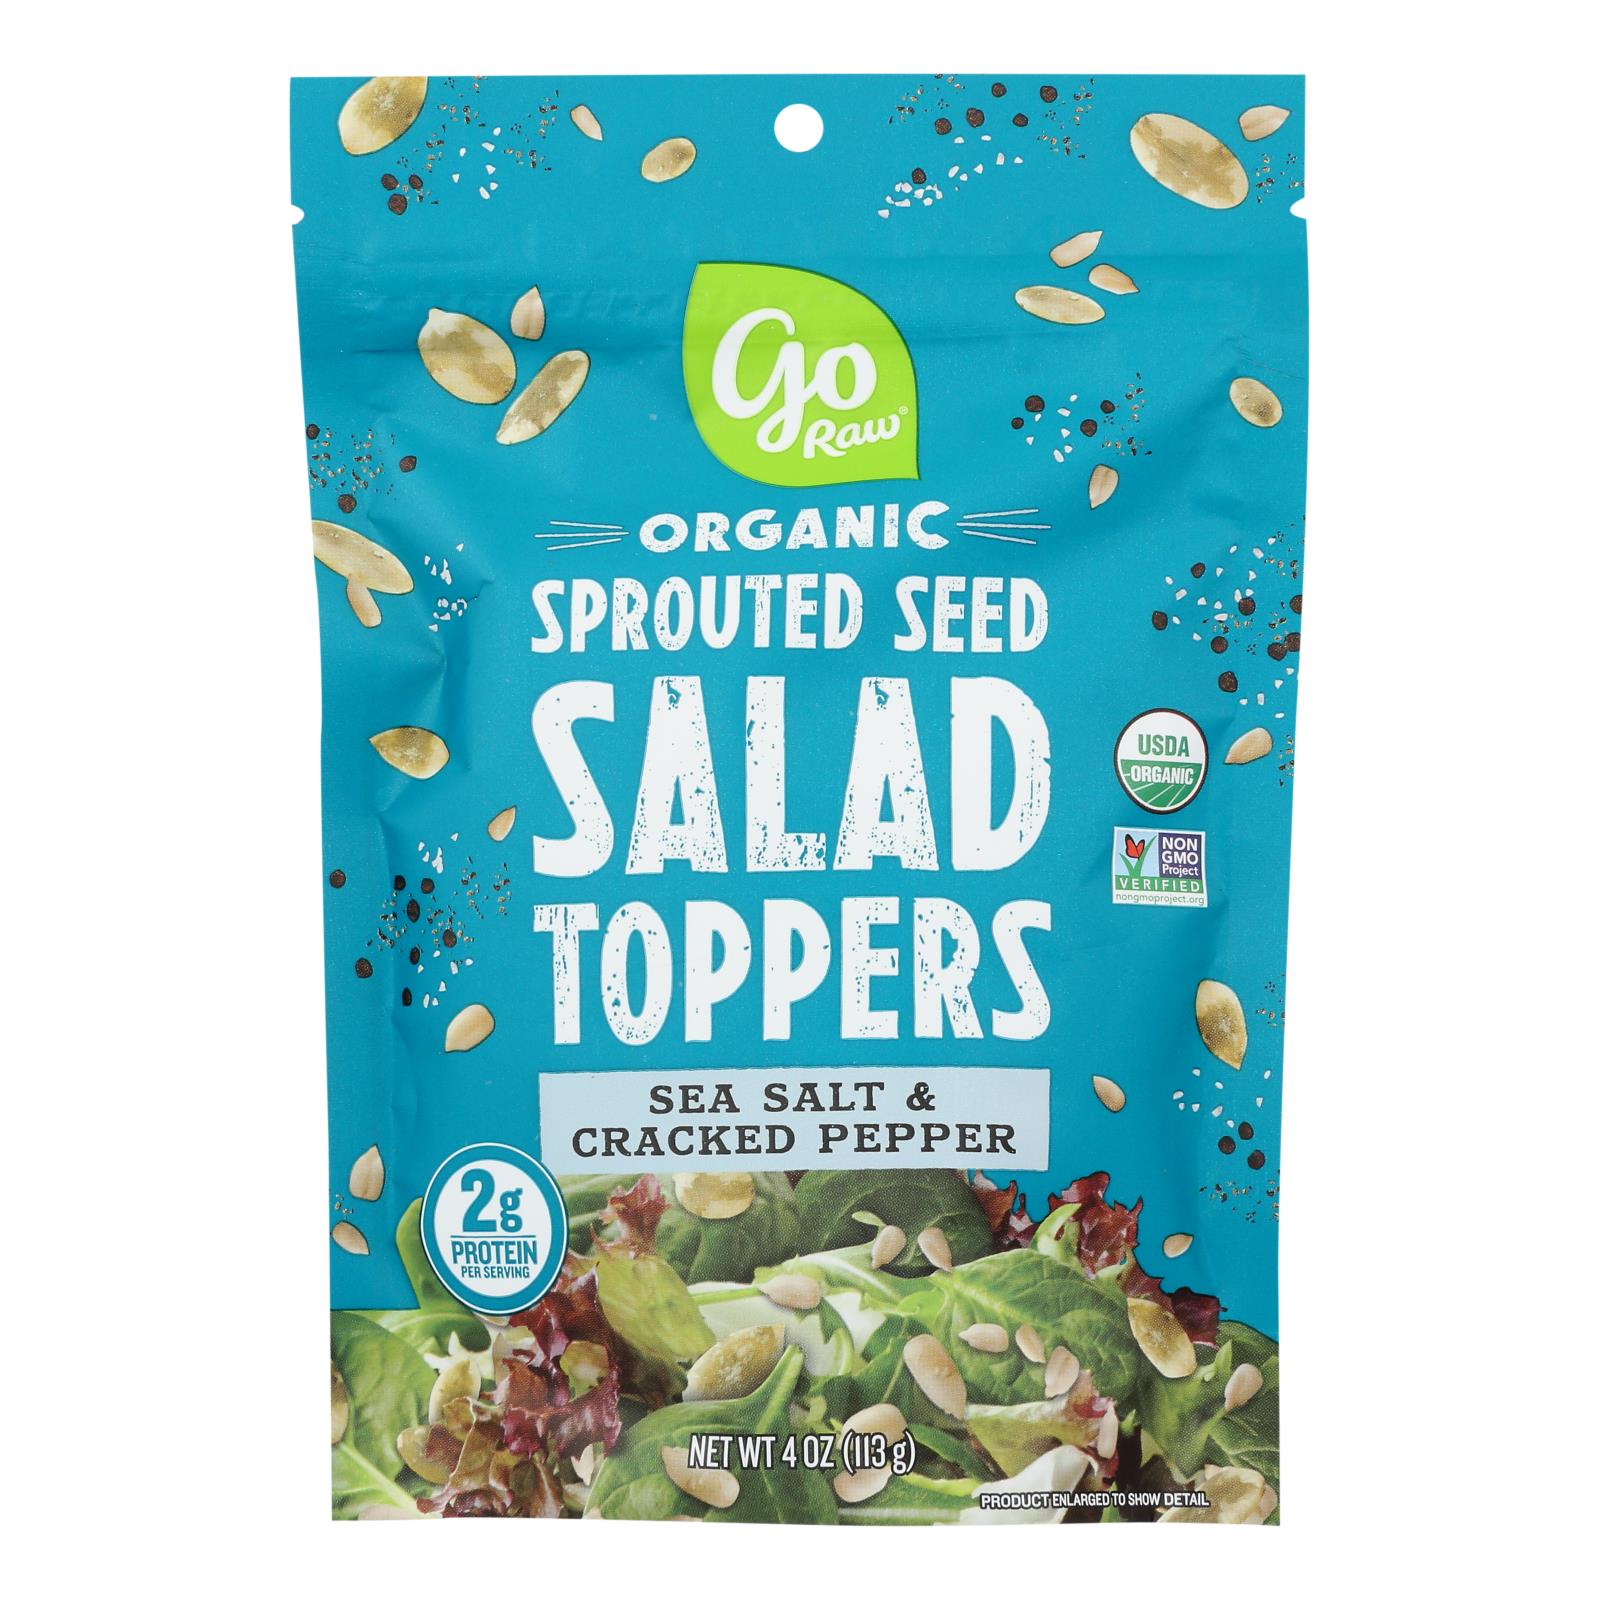 go
Raw®
ORGANIC
SPROUTED SEED
SALAD
TOPPERS
SEA SALT &
CRACKED PEPPER
USDA
ORGANIC
NON
GMO
Project
VERIFIED
nongmoproject.org
2g
PROTEIN
PER SERVING
NET WT 4 OZ (113 g)
PRODUCT ENLARGED TO SHOW DETAIL